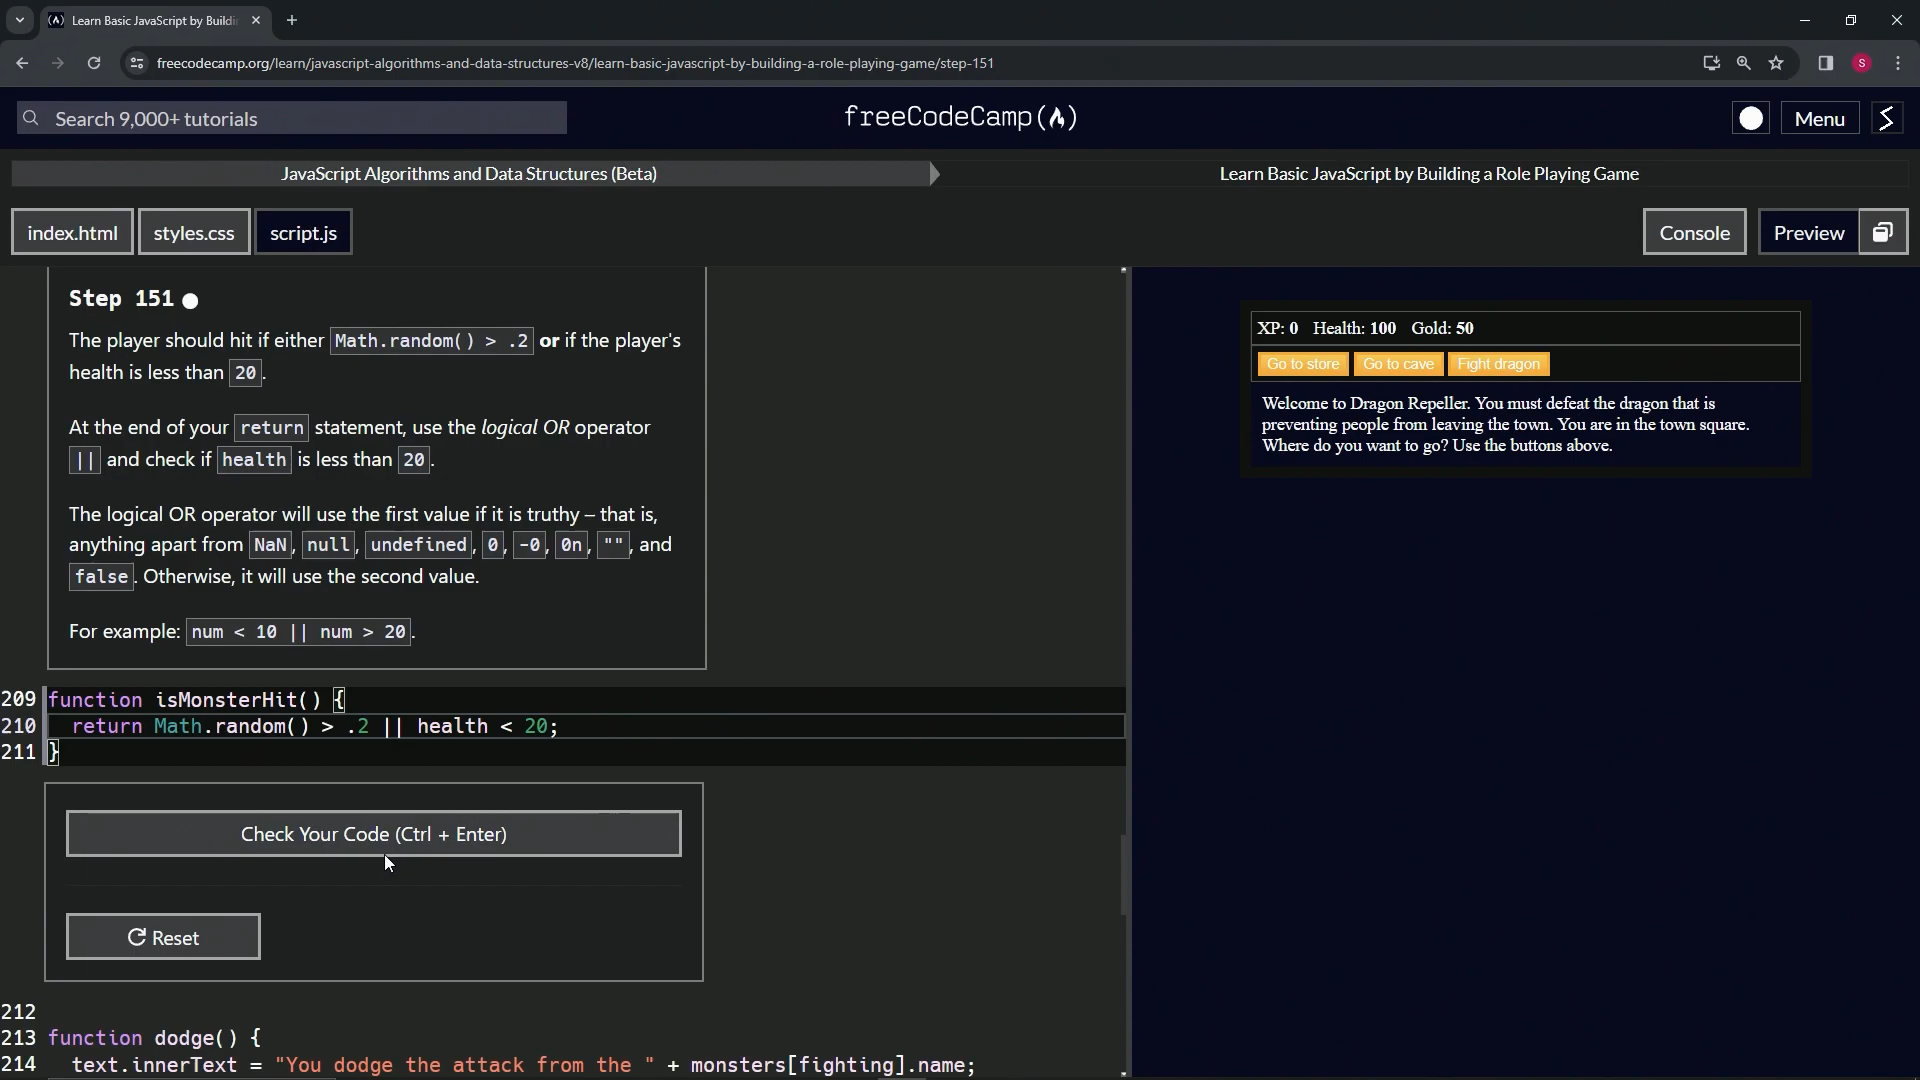 Learn Basic JavaScript by Buildi
freecodecamp.org/learn/javascript-algorithms-and-data-structures-v8/learn-basic-javascript-by-building-a-role-playing-game/step-151
S
Search 9,000+ tutorials
freeCodeCamp(🔥)
Menu
JavaScript Algorithms and Data Structures (Beta)
Learn Basic JavaScript by Building a Role Playing Game
index.html
styles.css
script.js
Console
Preview
Step 151
The player should hit if either Math.random() > .2 or if the player's
health is less than 20.
At the end of your return statement, use the logical OR operator
|| and check if health is less than 20.
The logical OR operator will use the first value if it is truthy – that is,
anything apart from NaN, null, undefined, 0, -0, 0n, "", and
false. Otherwise, it will use the second value.
For example: num < 10 || num > 20.
209 function isMonsterHit() {
210 return Math.random() > .2 || health < 20;
211 }
Check Your Code (Ctrl + Enter)
Reset
212
213 function dodge() {
214 text.innerText = "You dodge the attack from the " + monsters[fighting].name;
XP: 0 Health: 100 Gold: 50
Go to store
Go to cave
Fight dragon
Welcome to Dragon Repeller. You must defeat the dragon that is
preventing people from leaving the town. You are in the town square.
Where do you want to go? Use the buttons above.